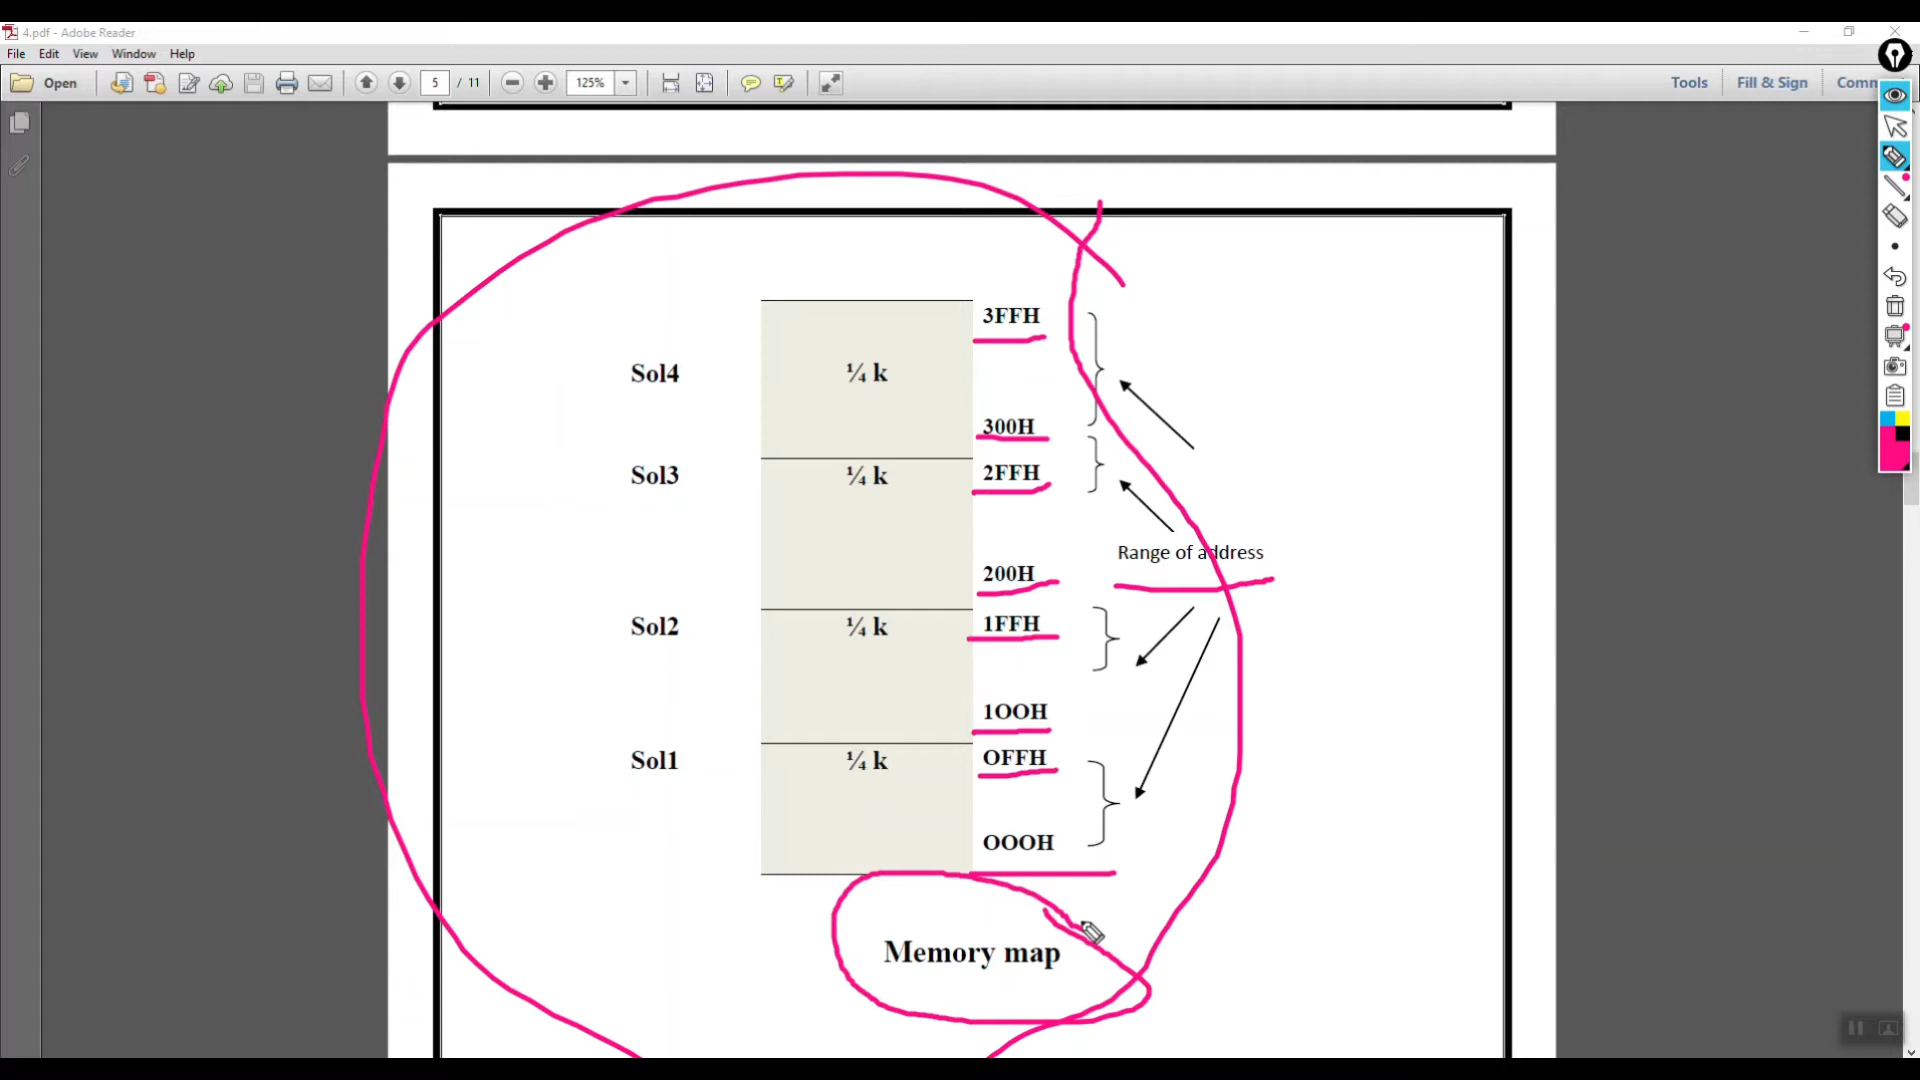 4.pdf - Adobe Reader
File Edit View Window Help
Open 5 / 11 125% Tools Fill & Sign Comm
3FFH
Sol4 ¼ k
300H
Sol3 ¼ k 2FFH
Range of address
200H
Sol2 ¼ k 1FFH
1OOH
Sol1 ¼ k OFFH
OOOH
Memory map